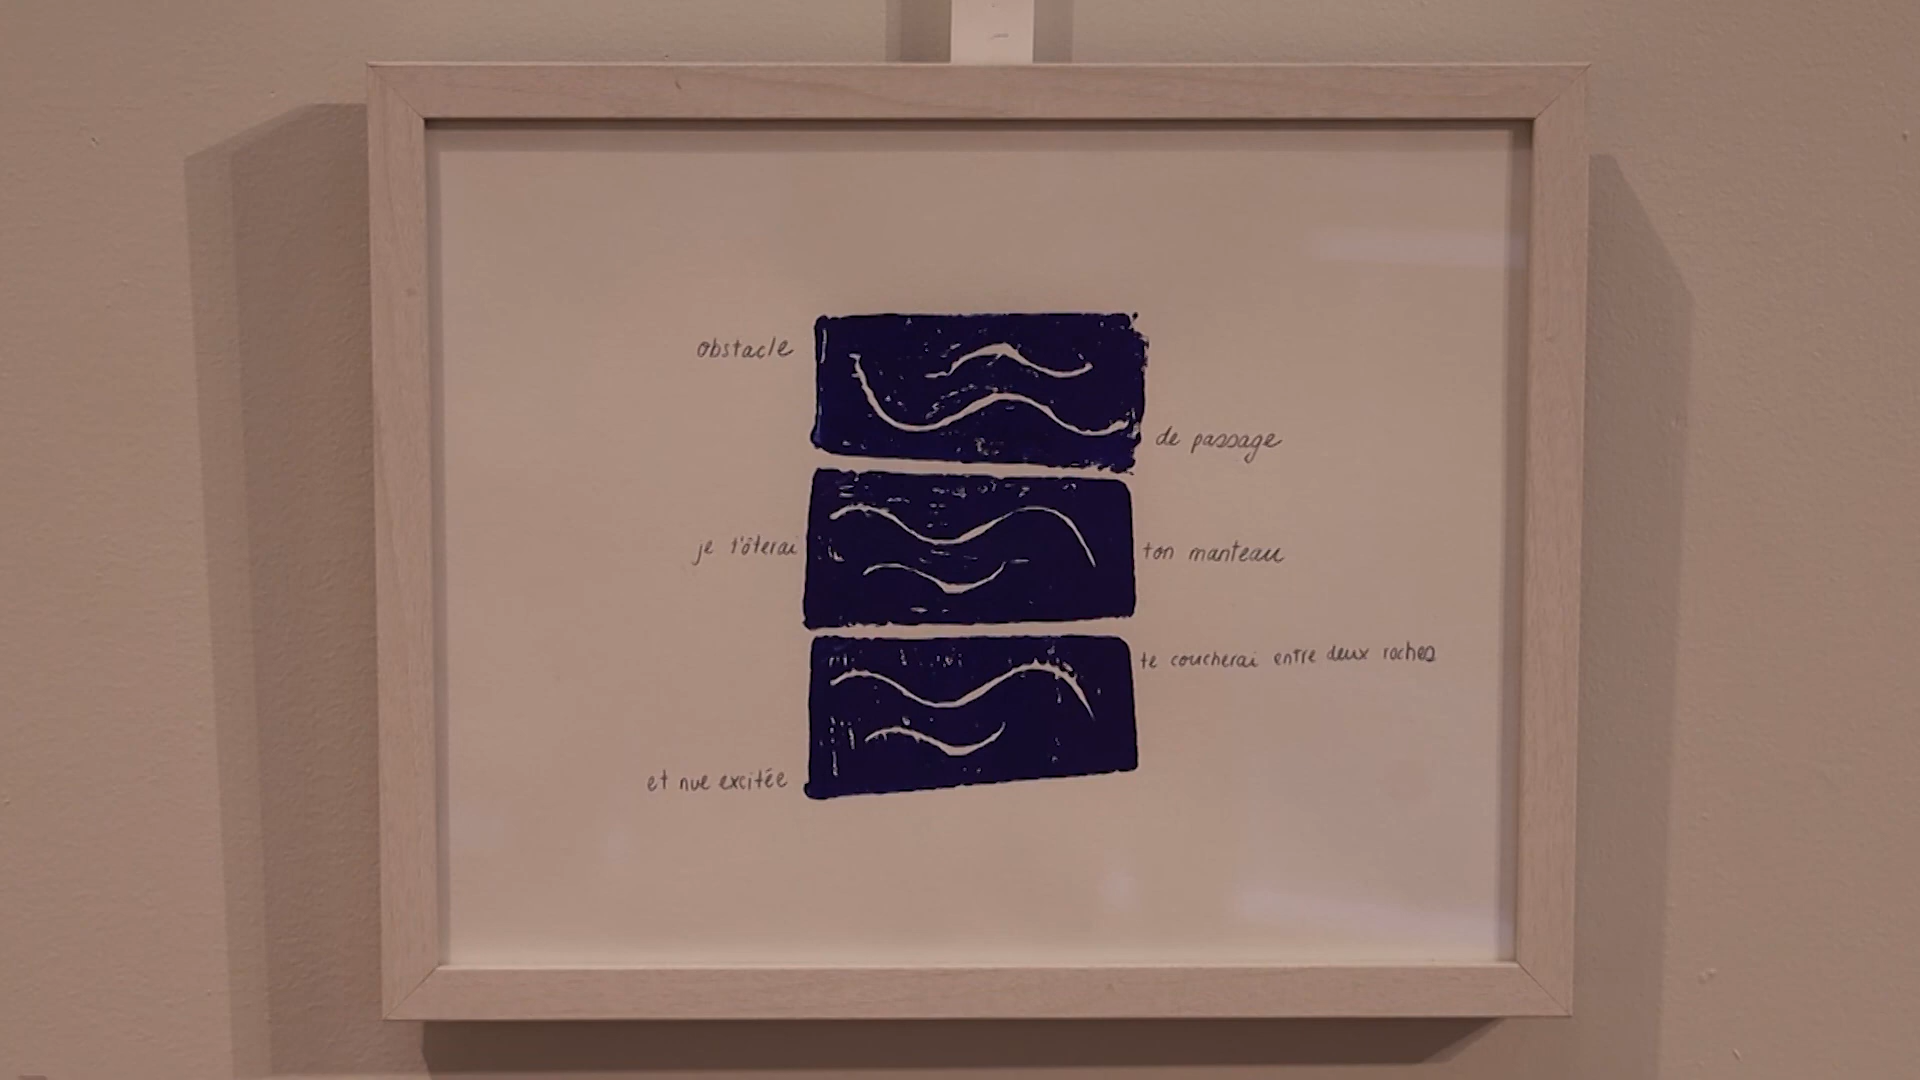 obstacle
de passage
je t'ôterai
ton manteau
te coucherai entre deux roches
et nue excitée